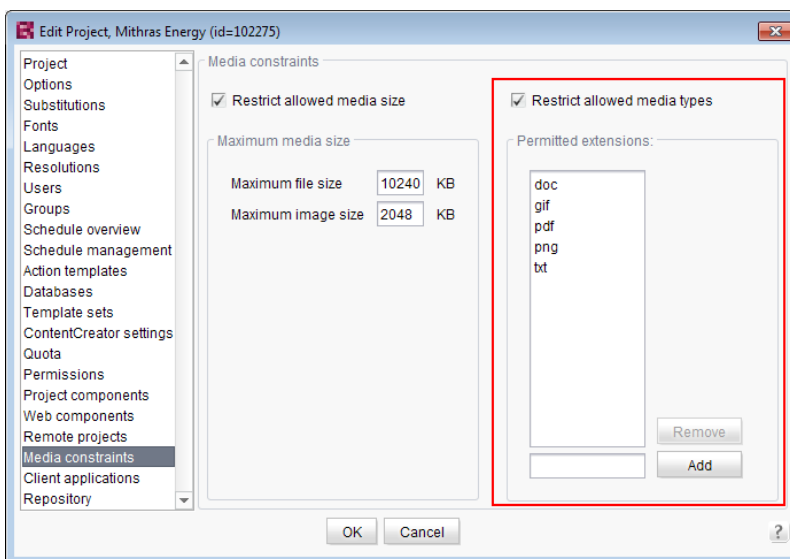 Edit Project, Mithras Energy (id=102275)
Project
Options
Substitutions
Fonts
Languages
Resolutions
Users
Groups
Schedule overview
Schedule management
Action templates
Databases
Template sets
ContentCreator settings
Quota
Permissions
Project components
Web components
Remote projects
Media constraints
Client applications
Repository
Media constraints
Restrict allowed media size
Maximum media size
Maximum file size 10240 KB
Maximum image size 2048 KB
Restrict allowed media types
Permitted extensions:
doc
gif
pdf
png
txt
Remove
Add
OK Cancel
?